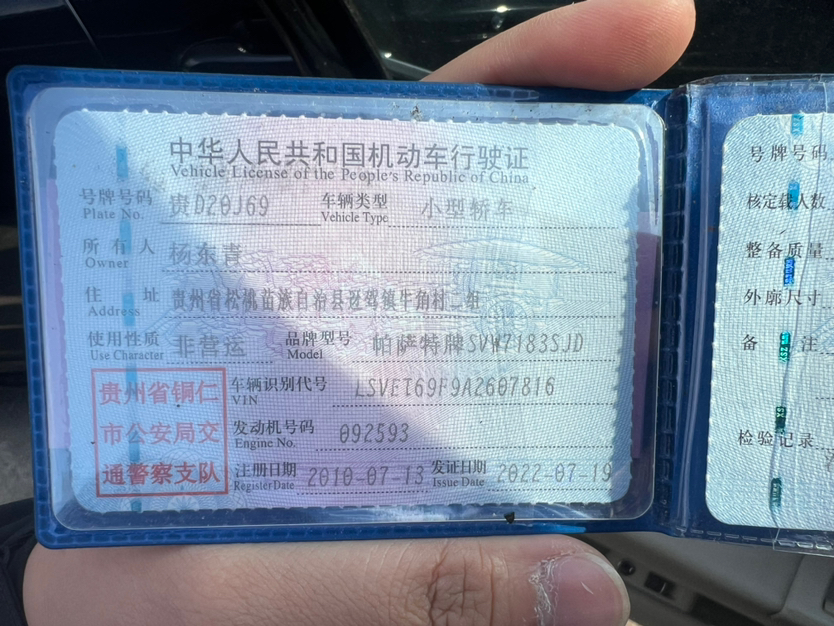 中华人民共和国机动车行驶证
Vehicle License of the People's Republic of China
号牌号码 贵D20J69 车辆类型 小型轿车
Plate No. Vehicle Type
所有人 杨东青
Owner
住址 贵州省松桃苗族自治县迓驾镇牛角村二组
Address
使用性质 非营运 品牌型号 帕萨特牌SVW7183SJD
Use Character Model
贵州省铜仁
市公安局交
通警察支队
车辆识别代号 LSVET69F9A2607816
VIN
发动机号码 092593
Engine No.
注册日期 2010-07-13 发证日期 2022-07-19
Register Date Issue Date
号牌号码
核定载人数
整备质量
外廓尺寸
备注
检验记录